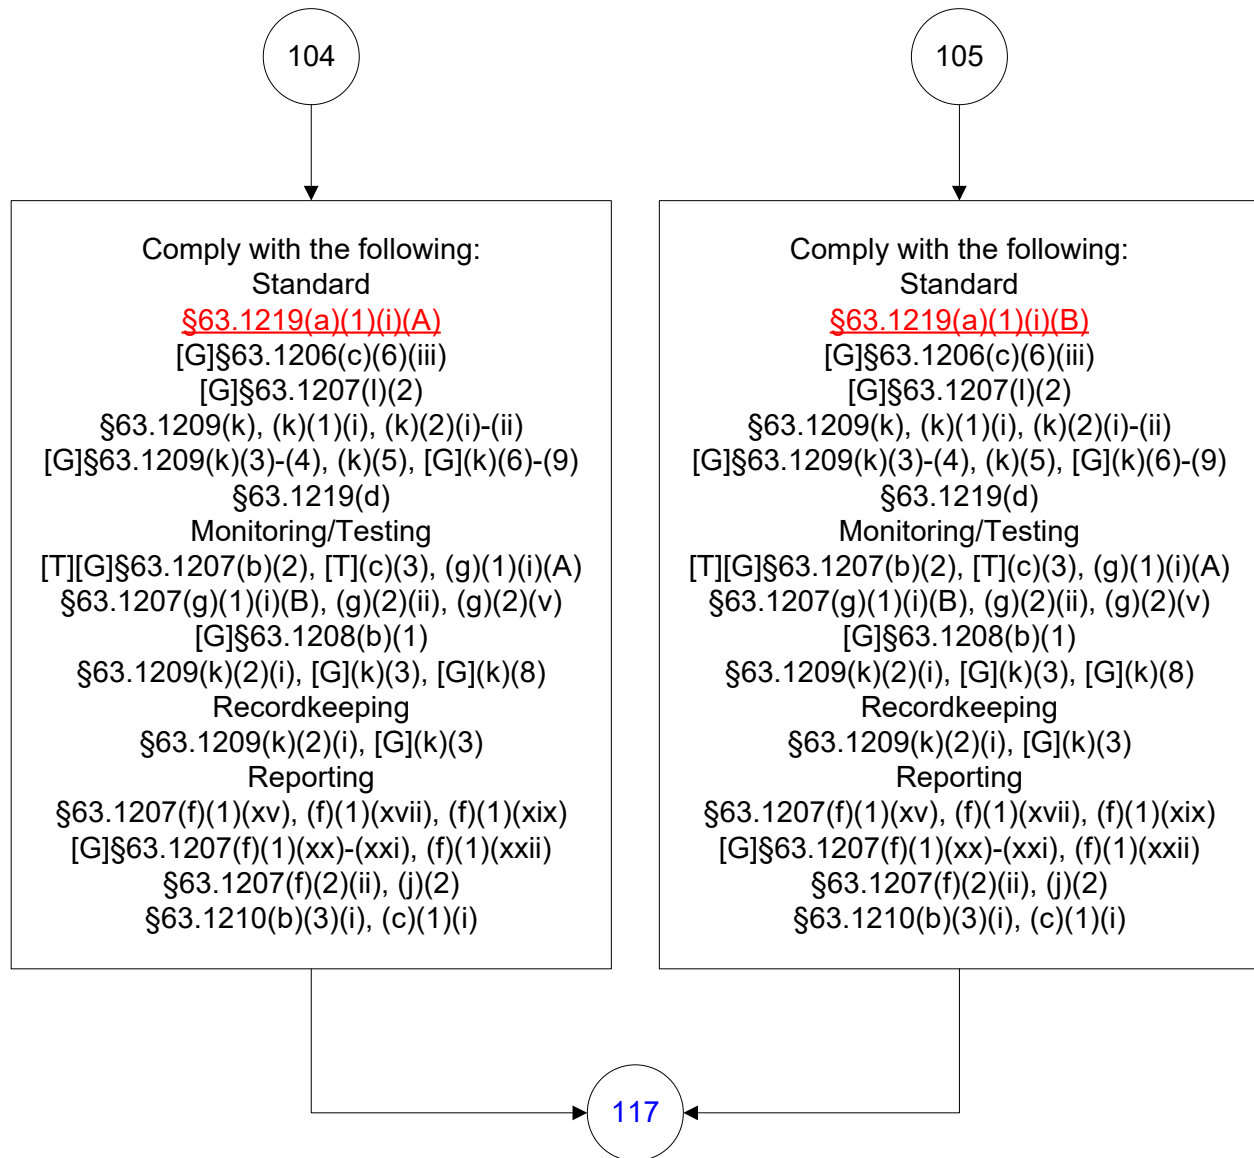 104
Comply with the following:
Standard
§63.1219(a)(1)(i)(A)
[G]§63.1206(c)(6)(iii)
[G]§63.1207(l)(2)
§63.1209(k), (k)(1)(i), (k)(2)(i)-(ii)
[G]§63.1209(k)(3)-(4), (k)(5), [G](k)(6)-(9)
§63.1219(d)
Monitoring/Testing
[T][G]§63.1207(b)(2), [T](c)(3), (g)(1)(i)(A)
§63.1207(g)(1)(i)(B), (g)(2)(ii), (g)(2)(v)
[G]§63.1208(b)(1)
§63.1209(k)(2)(i), [G](k)(3), [G](k)(8)
Recordkeeping
§63.1209(k)(2)(i), [G](k)(3)
Reporting
§63.1207(f)(1)(xv), (f)(1)(xvii), (f)(1)(xix)
[G]§63.1207(f)(1)(xx)-(xxi), (f)(1)(xxii)
§63.1207(f)(2)(ii), (j)(2)
§63.1210(b)(3)(i), (c)(1)(i)
105
Comply with the following:
Standard
§63.1219(a)(1)(i)(B)
[G]§63.1206(c)(6)(iii)
[G]§63.1207(l)(2)
§63.1209(k), (k)(1)(i), (k)(2)(i)-(ii)
[G]§63.1209(k)(3)-(4), (k)(5), [G](k)(6)-(9)
§63.1219(d)
Monitoring/Testing
[T][G]§63.1207(b)(2), [T](c)(3), (g)(1)(i)(A)
§63.1207(g)(1)(i)(B), (g)(2)(ii), (g)(2)(v)
[G]§63.1208(b)(1)
§63.1209(k)(2)(i), [G](k)(3), [G](k)(8)
Recordkeeping
§63.1209(k)(2)(i), [G](k)(3)
Reporting
§63.1207(f)(1)(xv), (f)(1)(xvii), (f)(1)(xix)
[G]§63.1207(f)(1)(xx)-(xxi), (f)(1)(xxii)
§63.1207(f)(2)(ii), (j)(2)
§63.1210(b)(3)(i), (c)(1)(i)
117